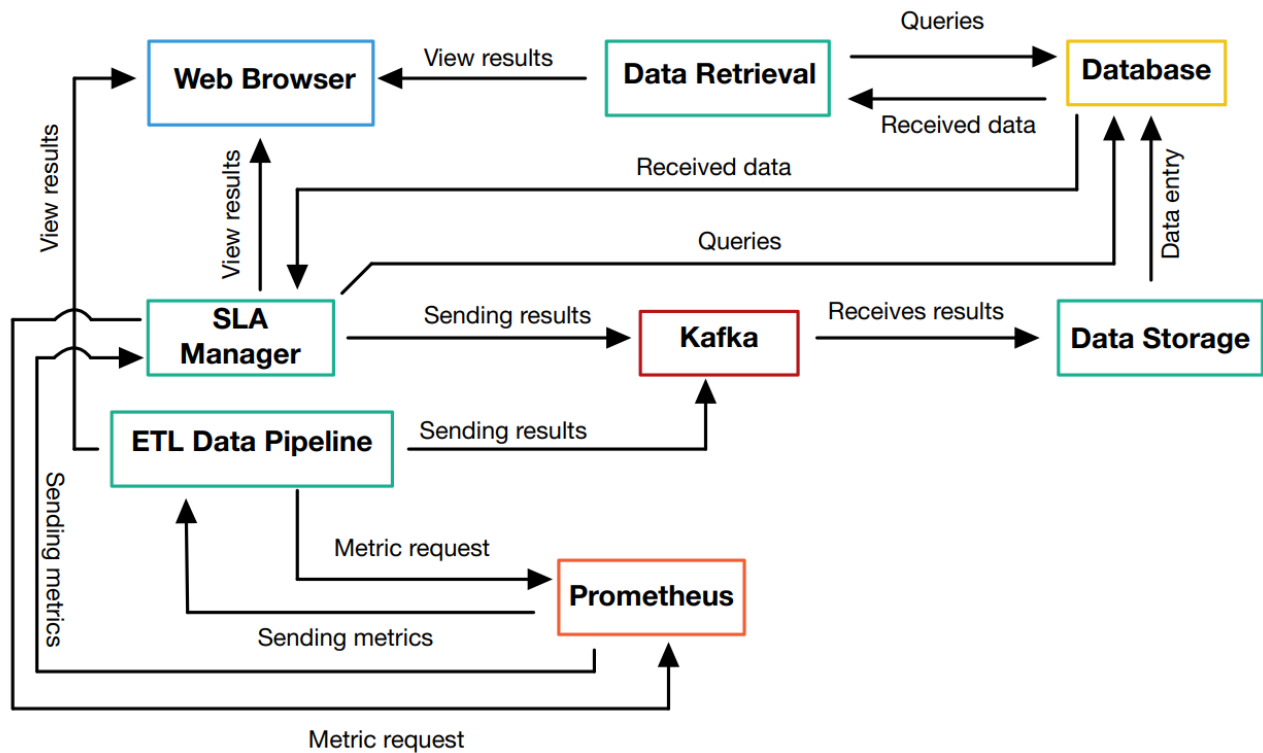 Queries
Web Browser
View results
Data Retrieval
Database
Received data
View results
View results
Received data
Data entry
Queries
SLA
Manager
Sending results
Kafka
Receives results
Data Storage
ETL Data Pipeline
Sending results
Sending metrics
Metric request
Prometheus
Sending metrics
Metric request